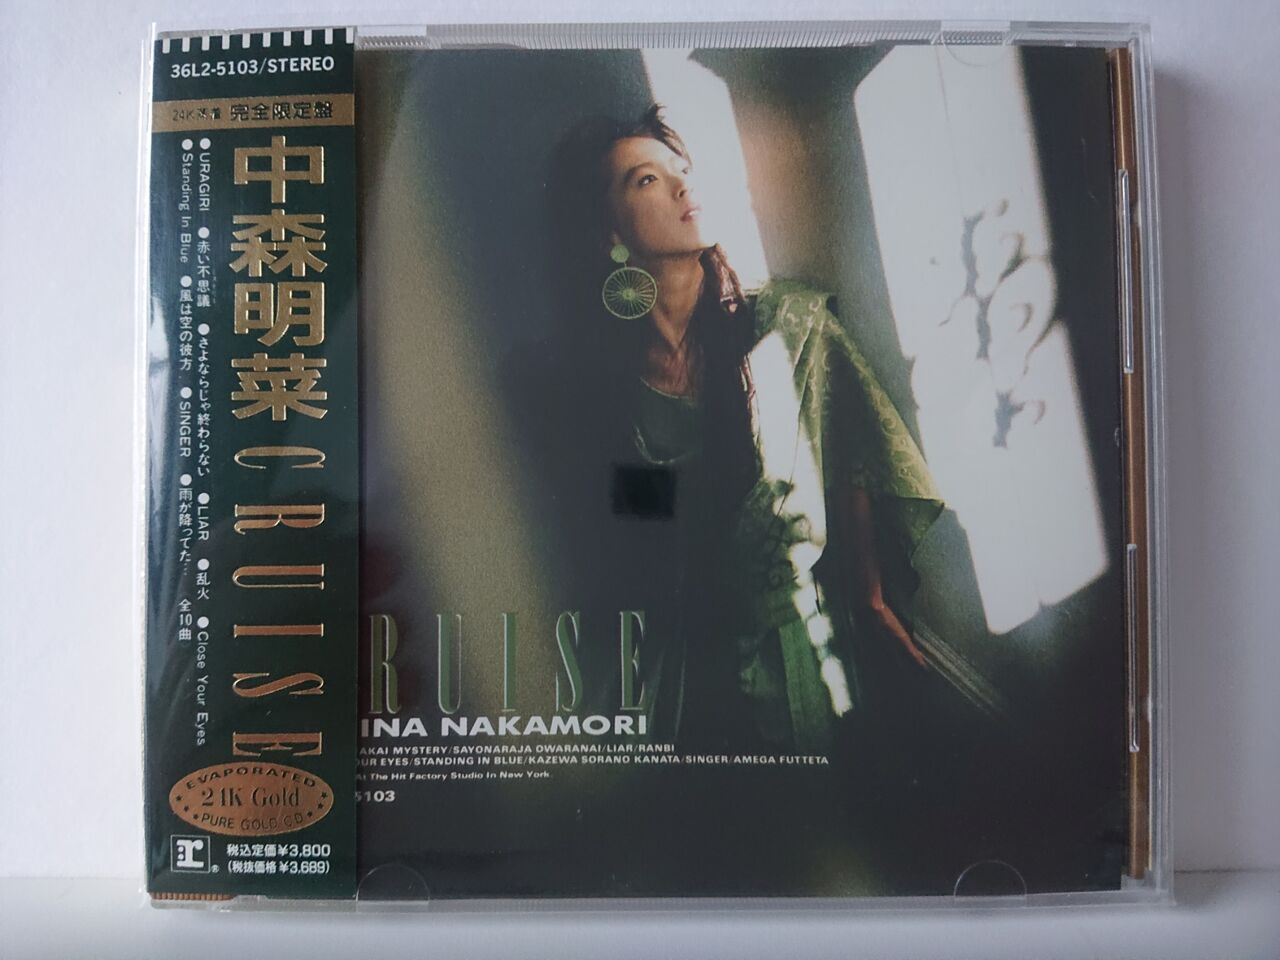 36L2-5103/STEREO
24K蒸着 完全限定盤
中森明菜 CRUISE
●URAGIRI ●赤い不思議 ●さよならじゃ終わらない ●LIAR ●乱火 ●Close Your Eyes
●Standing In Blue ●風は空の彼方 ●SINGER ●雨が降ってた… 全10曲
EVAPORATED
24K Gold
PURE GOLD CD
r®
税込定価¥3,800
(税抜価格¥3,689)
RUISE
INA NAKAMORI
AKAI MYSTERY/SAYONARAJA OWARANAI/LIAR/RANBI
OUR EYES/STANDING IN BLUE/KAZEWA SORANO KANATA/SINGER/AMEGA FUTTETA
At The Hit Factory Studio In New York
5103